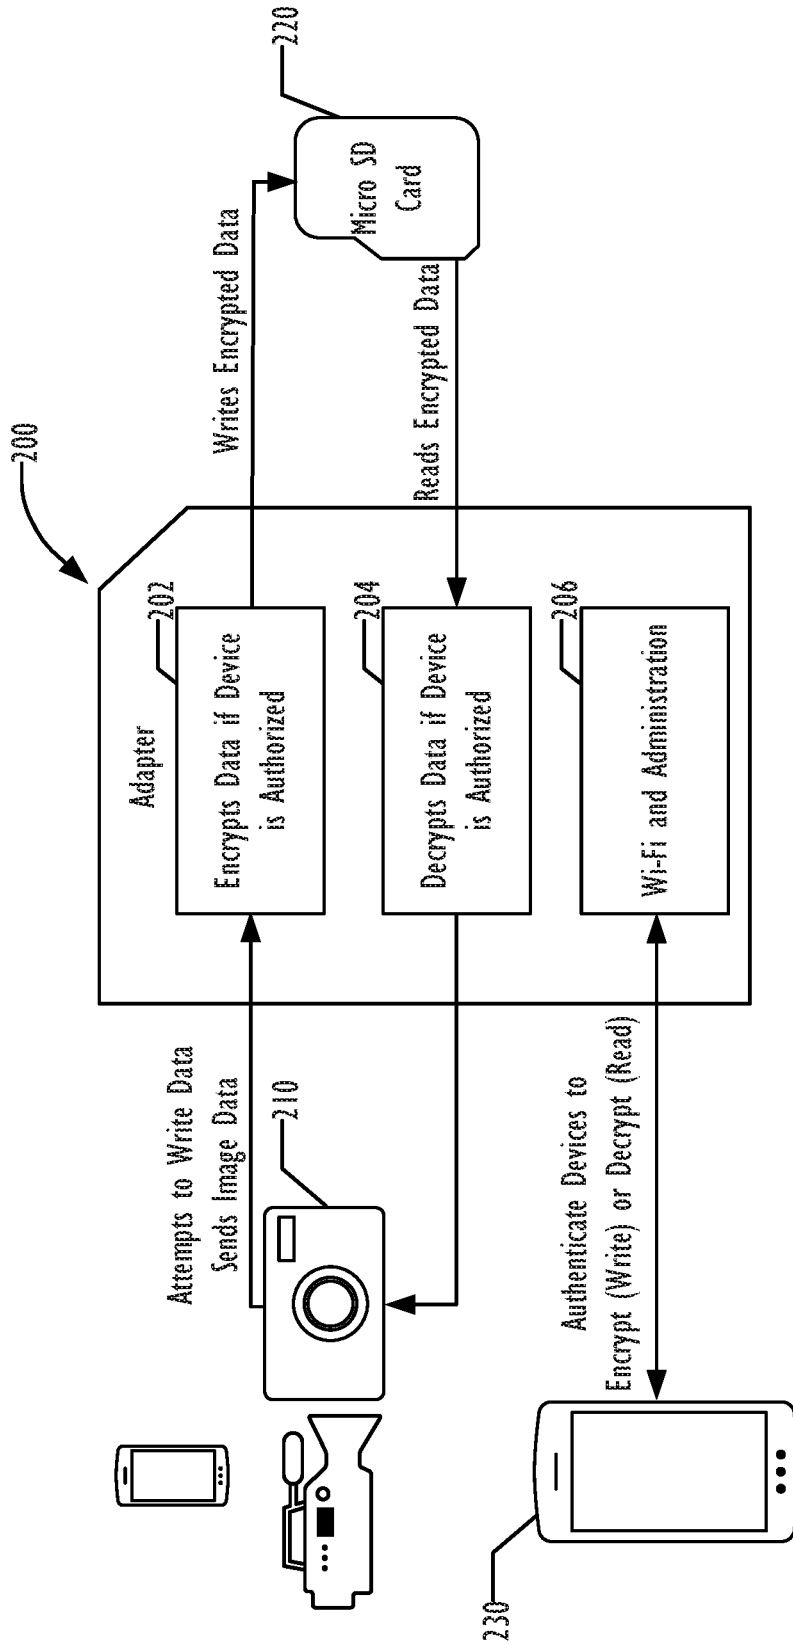 200
Adapter
202
Encrypts Data if Device
is Authorized
204
Decrypts Data if Device
is Authorized
206
Wi-Fi and Administration
Attempts to Write Data
Sends Image Data
210
Writes Encrypted Data
220
Micro SD
Card
Reads Encrypted Data
Authenticate Devices to
Encrypt (Write) or Decrypt (Read)
230